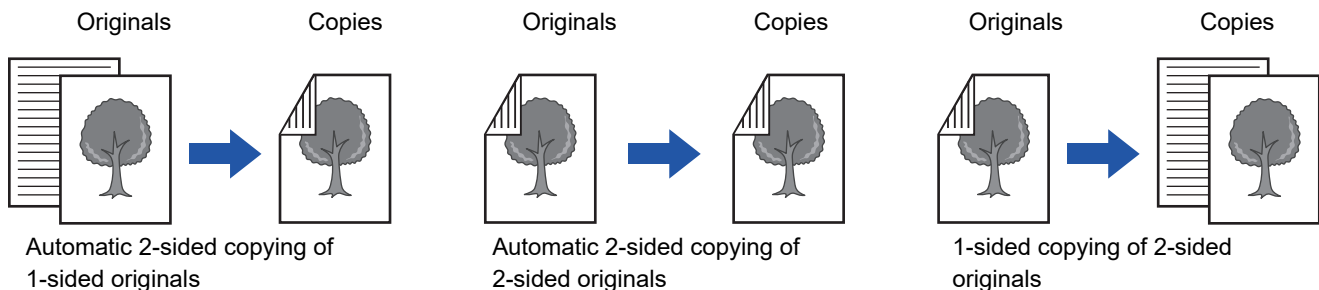 Originals
Copies
Originals
Copies
Originals
Copies
Automatic 2-sided copying of
1-sided originals
Automatic 2-sided copying of
2-sided originals
1-sided copying of 2-sided
originals